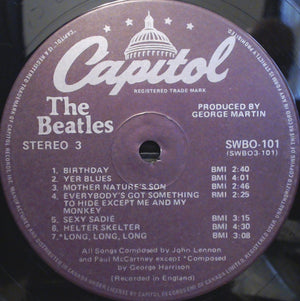 Capitol
REGISTERED TRADE MARK
The
Beatles
PRODUCED BY
GEORGE MARTIN
STEREO 3
SWBO-101
(SWBO3-101)
1. BIRTHDAY BMI 2:40
2. YER BLUES BMI 4:01
3. MOTHER NATURE'S SON BMI 2:46
4. EVERYBODY'S GOT SOMETHING BMI 2:25
TO HIDE EXCEPT ME AND MY
MONKEY
5. SEXY SADIE BMI 3:15
6. HELTER SKELTER BMI 4:30
7. *LONG, LONG, LONG BMI 3:08
All Songs Composed by John Lennon
and Paul McCartney except *Composed
by George Harrison
(Recorded in England)